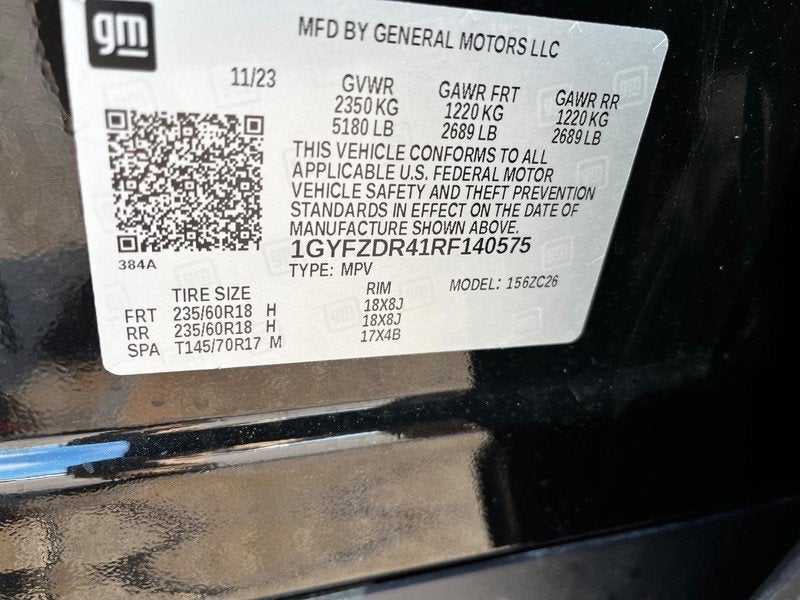 gm
MFD BY GENERAL MOTORS LLC
11/23 GVWR GAWR FRT GAWR RR
2350 KG 1220 KG 1220 KG
5180 LB 2689 LB 2689 LB
THIS VEHICLE CONFORMS TO ALL
APPLICABLE U.S. FEDERAL MOTOR
VEHICLE SAFETY AND THEFT PREVENTION
STANDARDS IN EFFECT ON THE DATE OF
MANUFACTURE SHOWN ABOVE.
384A 1GYFZDR41RF140575
TYPE: MPV MODEL: 156ZC26
TIRE SIZE RIM
FRT 235/60R18 H 18X8J
RR 235/60R18 H 18X8J
SPA T145/70R17 M 17X4B